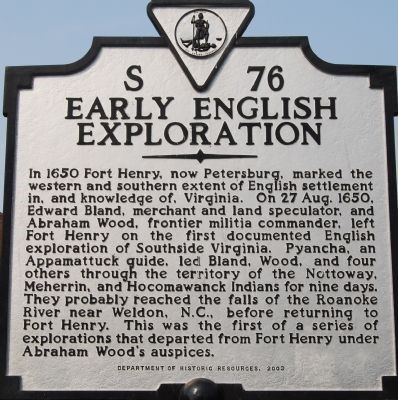 S 76
EARLY ENGLISH
EXPLORATION
In 1650 Fort Henry, now Petersburg, marked the
western and southern extent of English settlement
in, and knowledge of, Virginia. On 27 Aug. 1650,
Edward Bland, merchant and land speculator, and
Abraham Wood, frontier militia commander, left
Fort Henry on the first documented English
exploration of Southside Virginia. Pyancha, an
Appamattuck guide, led Bland, Wood, and four
others through the territory of the Nottoway,
Meherrin, and Hocomawanck Indians for nine days.
They probably reached the falls of the Roanoke
River near Weldon, N.C., before returning to
Fort Henry. This was the first of a series of
explorations that departed from Fort Henry under
Abraham Wood's auspices.
DEPARTMENT OF HISTORIC RESOURCES, 2003